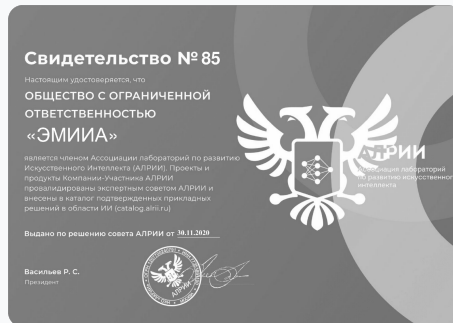 Свидетельство № 85
Настоящим удостоверяется, что
ОБЩЕСТВО С ОГРАНИЧЕННОЙ
ОТВЕТСТВЕННОСТЬЮ
«ЭМИИА»
является членом Ассоциации лабораторий по развитию
Искусственного Интеллекта (АЛРИИ). Проекты и
продукты Компании-Участника АЛРИИ
провалидированы экспертным советом АЛРИИ и
внесены в каталог подтвержденных прикладных
решений в области ИИ (catalog.alrii.ru)
Выдано по решению совета АЛРИИ от 30.11.2020
Васильев Р. С.
Президент
АЛРИИ
АЛРИИ
Ассоциация лабораторий
по развитию искусственного
интеллекта